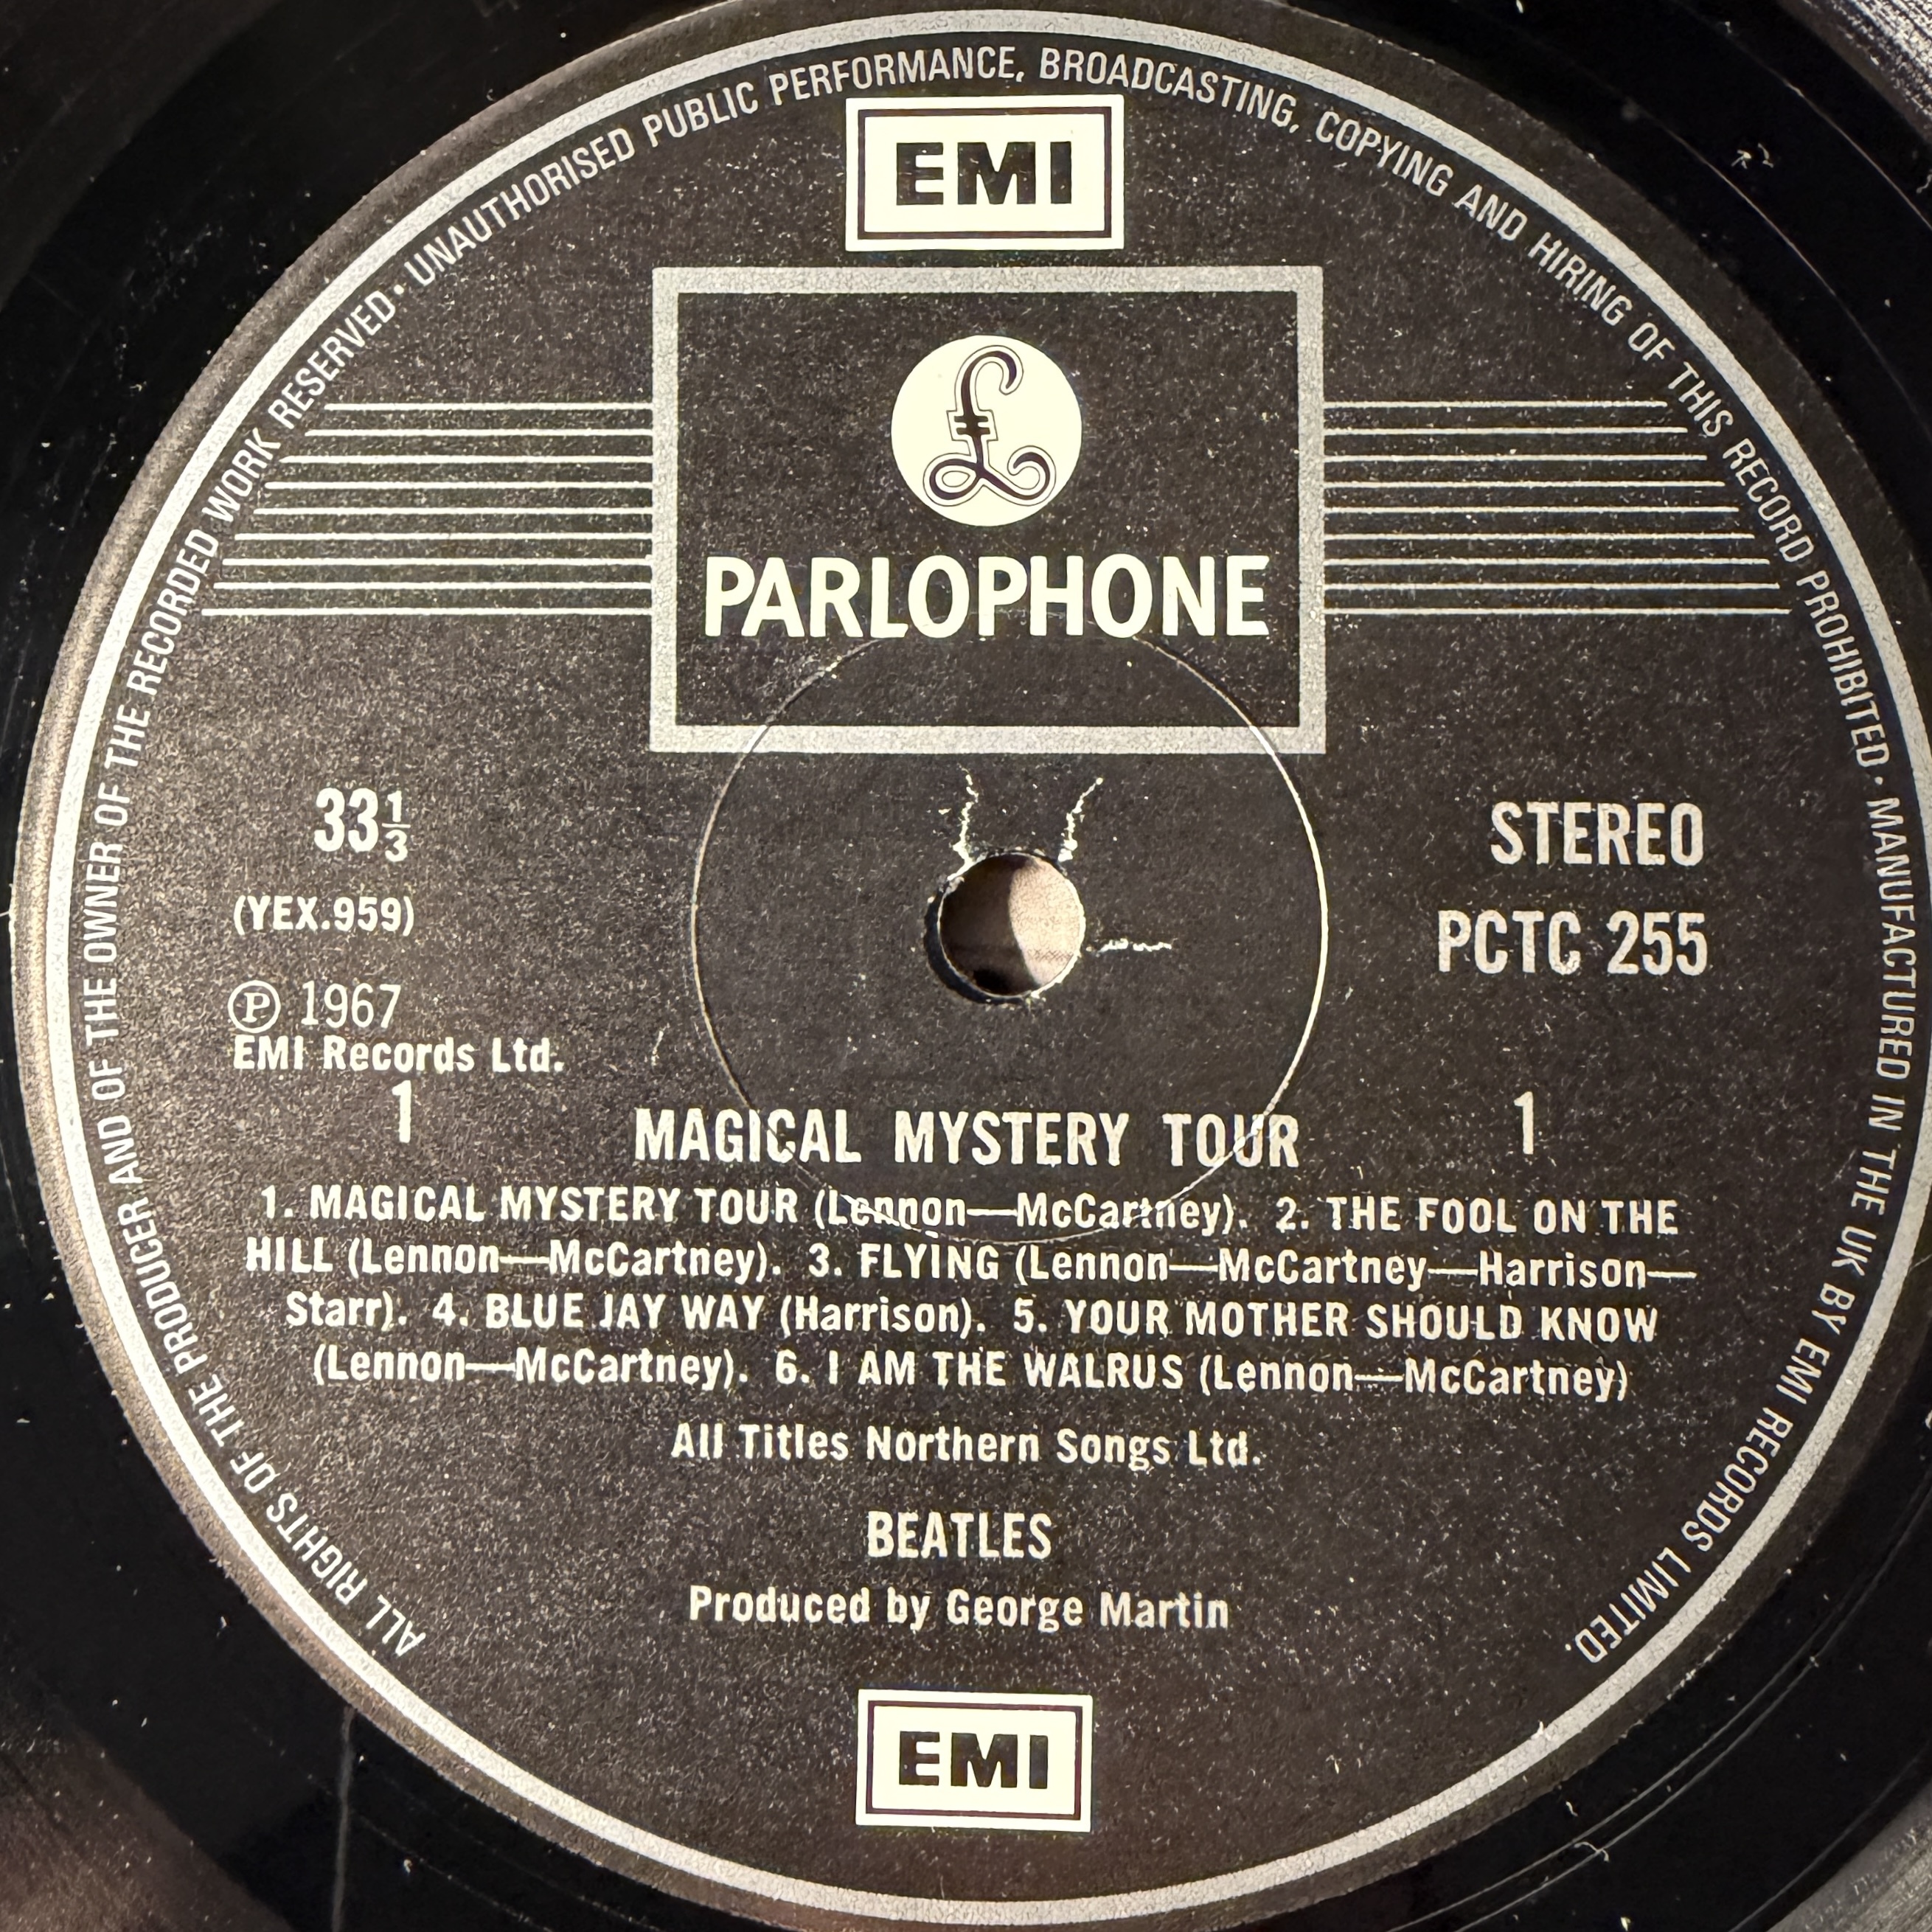 ALL RIGHTS OF THE PRODUCER AND OF THE OWNER OF THE RECORDED WORK RESERVED · UNAUTHORISED PUBLIC PERFORMANCE, BROADCASTING, COPYING AND HIRING OF THIS RECORD PROHIBITED · MANUFACTURED IN THE UK BY EMI RECORDS LIMITED.
EMI
£
PARLOPHONE
33⅓
(YEX.959)
Ⓟ 1967
EMI Records Ltd.
1
STEREO
PCTC 255
1
MAGICAL MYSTERY TOUR
1. MAGICAL MYSTERY TOUR (Lennon—McCartney). 2. THE FOOL ON THE
HILL (Lennon—McCartney). 3. FLYING (Lennon—McCartney—Harrison—
Starr). 4. BLUE JAY WAY (Harrison). 5. YOUR MOTHER SHOULD KNOW
(Lennon—McCartney). 6. I AM THE WALRUS (Lennon—McCartney)
All Titles Northern Songs Ltd.
BEATLES
Produced by George Martin
EMI